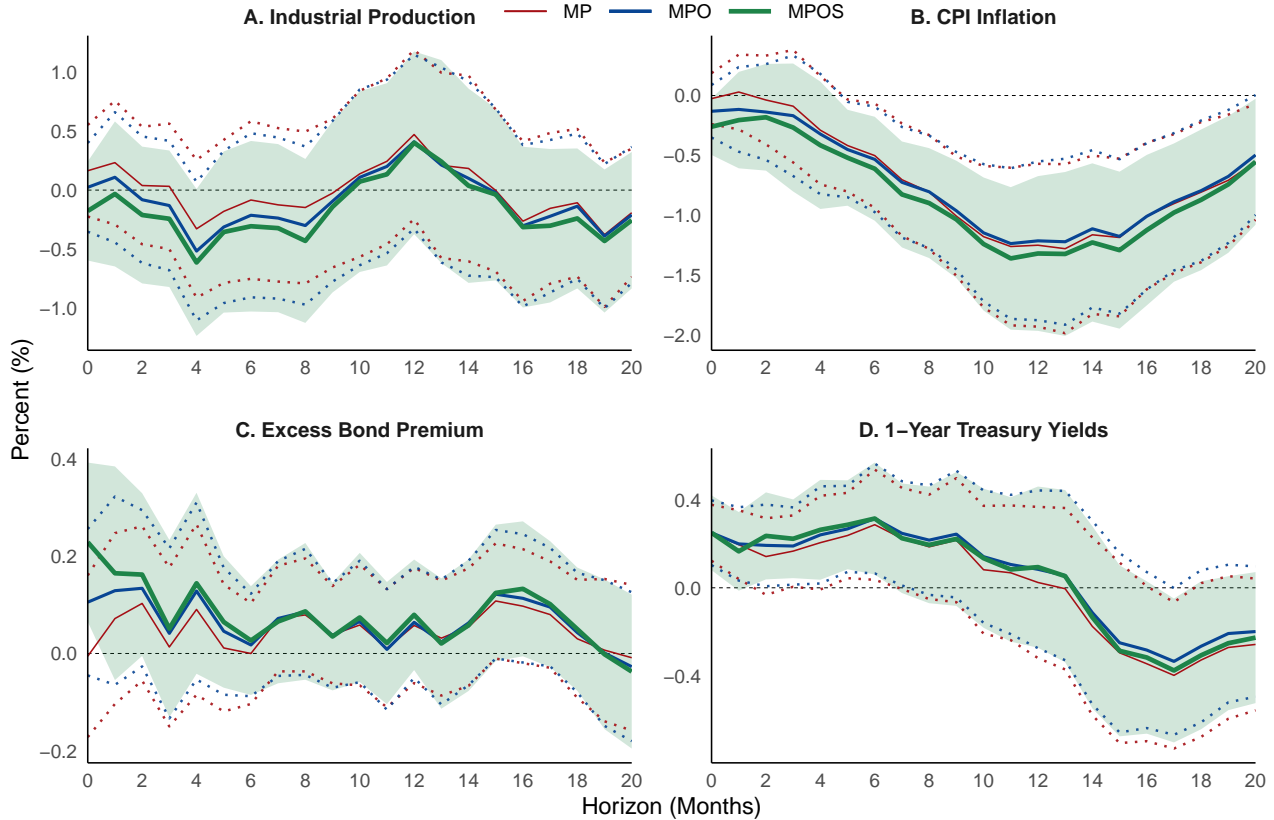 A. Industrial Production
MP MPO MPOS
B. CPI Inflation
1.0
0.5
0.0
−0.5
−1.0
0 2 4 6 8 10 12 14 16 18 20
0.0
−0.5
−1.0
−1.5
−2.0
0 2 4 6 8 10 12 14 16 18 20
Percent (%)
C. Excess Bond Premium
D. 1−Year Treasury Yields
0.4
0.2
0.0
−0.2
0 2 4 6 8 10 12 14 16 18 20
0.4
0.0
−0.4
0 2 4 6 8 10 12 14 16 18 20
Horizon (Months)